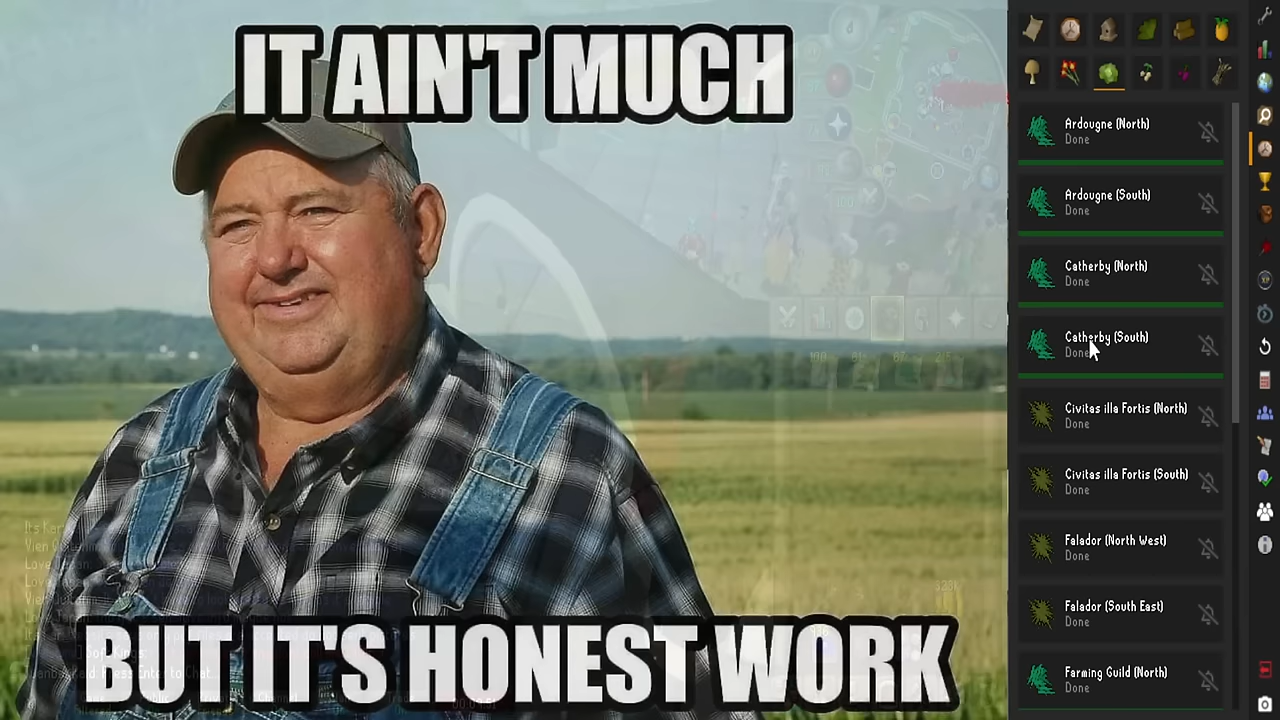 IT AIN'T MUCH
BUT IT'S HONEST WORK
Ardougne (North)
Done
Ardougne (South)
Done
Catherby (North)
Done
Catherby (South)
Done
Civitas illa Fortis (North)
Done
Civitas illa Fortis (South)
Done
Falador (North West)
Done
Falador (South East)
Done
Farming Guild (North)
Done